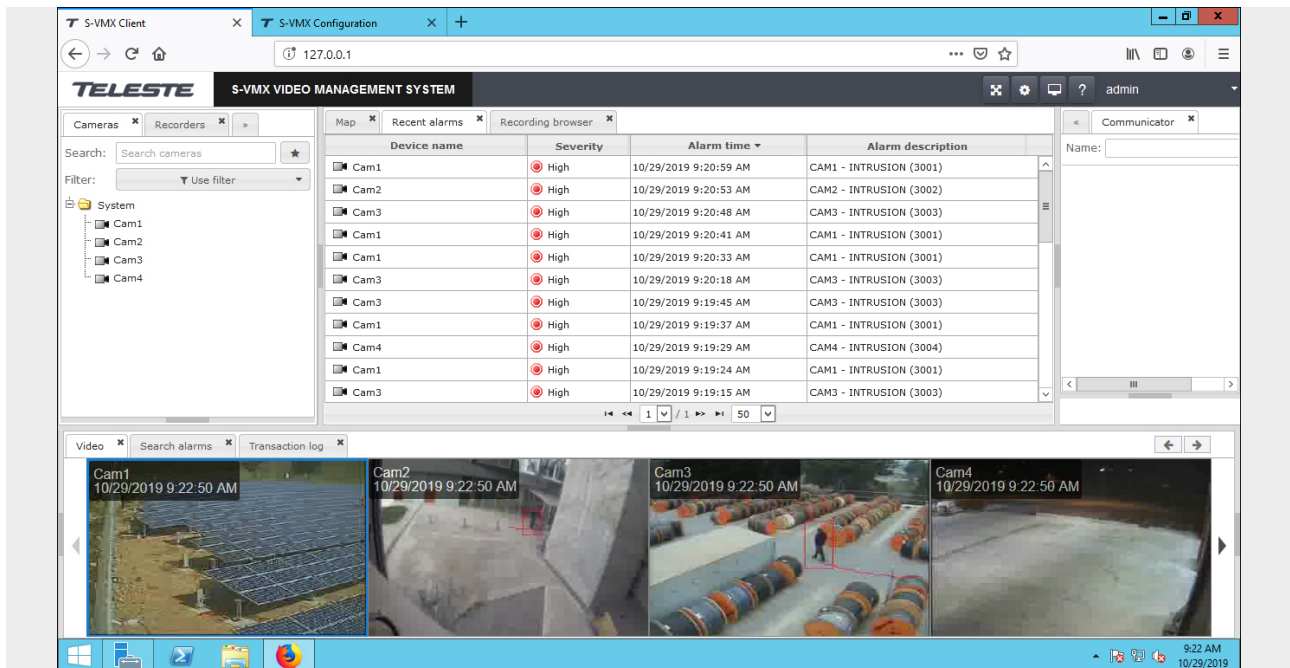 S-VMX Client
S-VMX Configuration
127.0.0.1
TELESTE
S-VMX VIDEO MANAGEMENT SYSTEM
? admin
Cameras Recorders »
Map Recent alarms Recording browser
« Communicator
Search: Search cameras
Filter: Use filter
System
Cam1
Cam2
Cam3
Cam4
Device name Severity Alarm time Alarm description
Cam1 High 10/29/2019 9:20:59 AM CAM1 - INTRUSION (3001)
Cam2 High 10/29/2019 9:20:53 AM CAM2 - INTRUSION (3002)
Cam3 High 10/29/2019 9:20:48 AM CAM3 - INTRUSION (3003)
Cam1 High 10/29/2019 9:20:41 AM CAM1 - INTRUSION (3001)
Cam1 High 10/29/2019 9:20:33 AM CAM1 - INTRUSION (3001)
Cam3 High 10/29/2019 9:20:18 AM CAM3 - INTRUSION (3003)
Cam3 High 10/29/2019 9:19:45 AM CAM3 - INTRUSION (3003)
Cam1 High 10/29/2019 9:19:37 AM CAM1 - INTRUSION (3001)
Cam4 High 10/29/2019 9:19:29 AM CAM4 - INTRUSION (3004)
Cam1 High 10/29/2019 9:19:24 AM CAM1 - INTRUSION (3001)
Cam3 High 10/29/2019 9:19:15 AM CAM3 - INTRUSION (3003)
1 / 1 50
Name:
Video Search alarms Transaction log
Cam1
10/29/2019 9:22:50 AM
Cam2
10/29/2019 9:22:50 AM
Cam3
10/29/2019 9:22:50 AM
Cam4
10/29/2019 9:22:50 AM
9:22 AM
10/29/2019